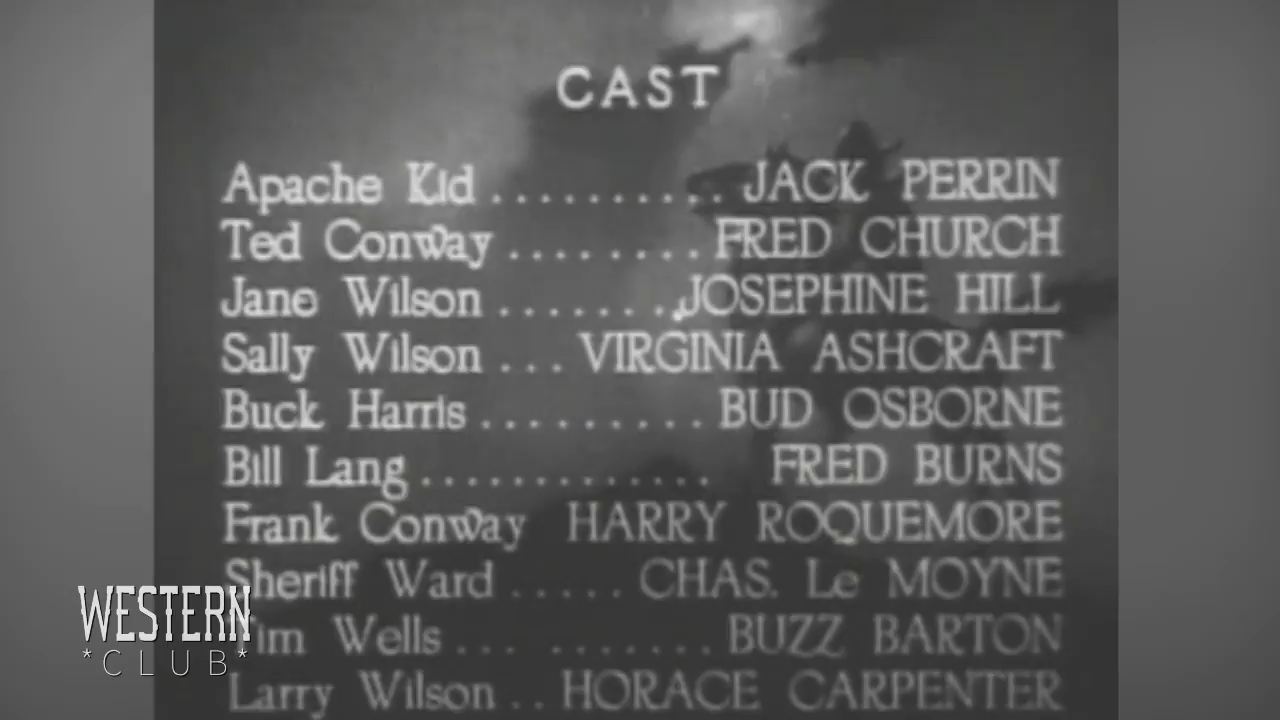 CAST
Apache Kid .......... JACK PERRIN
Ted Conway ........ FRED CHURCH
Jane Wilson ........ JOSEPHINE HILL
Sally Wilson ... VIRGINIA ASHCRAFT
Buck Harris .......... BUD OSBORNE
Bill Lang ............. FRED BURNS
Frank Conway HARRY ROQUEMORE
Sheriff Ward ..... CHAS. Le MOYNE
Tim Wells ... ....... BUZZ BARTON
Larry Wilson .. HORACE CARPENTER
WESTERN
*CLUB*